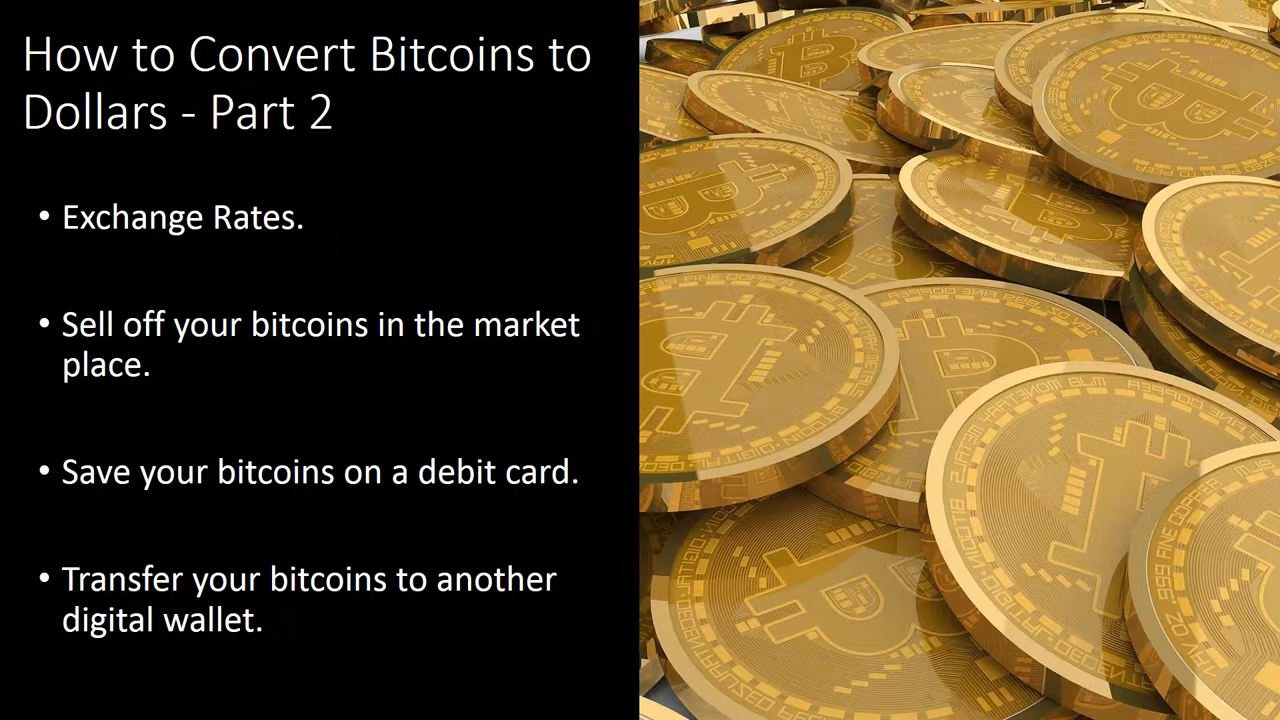 How to Convert Bitcoins to
Dollars - Part 2
• Exchange Rates.
• Sell off your bitcoins in the market
place.
• Save your bitcoins on a debit card.
• Transfer your bitcoins to another
digital wallet.